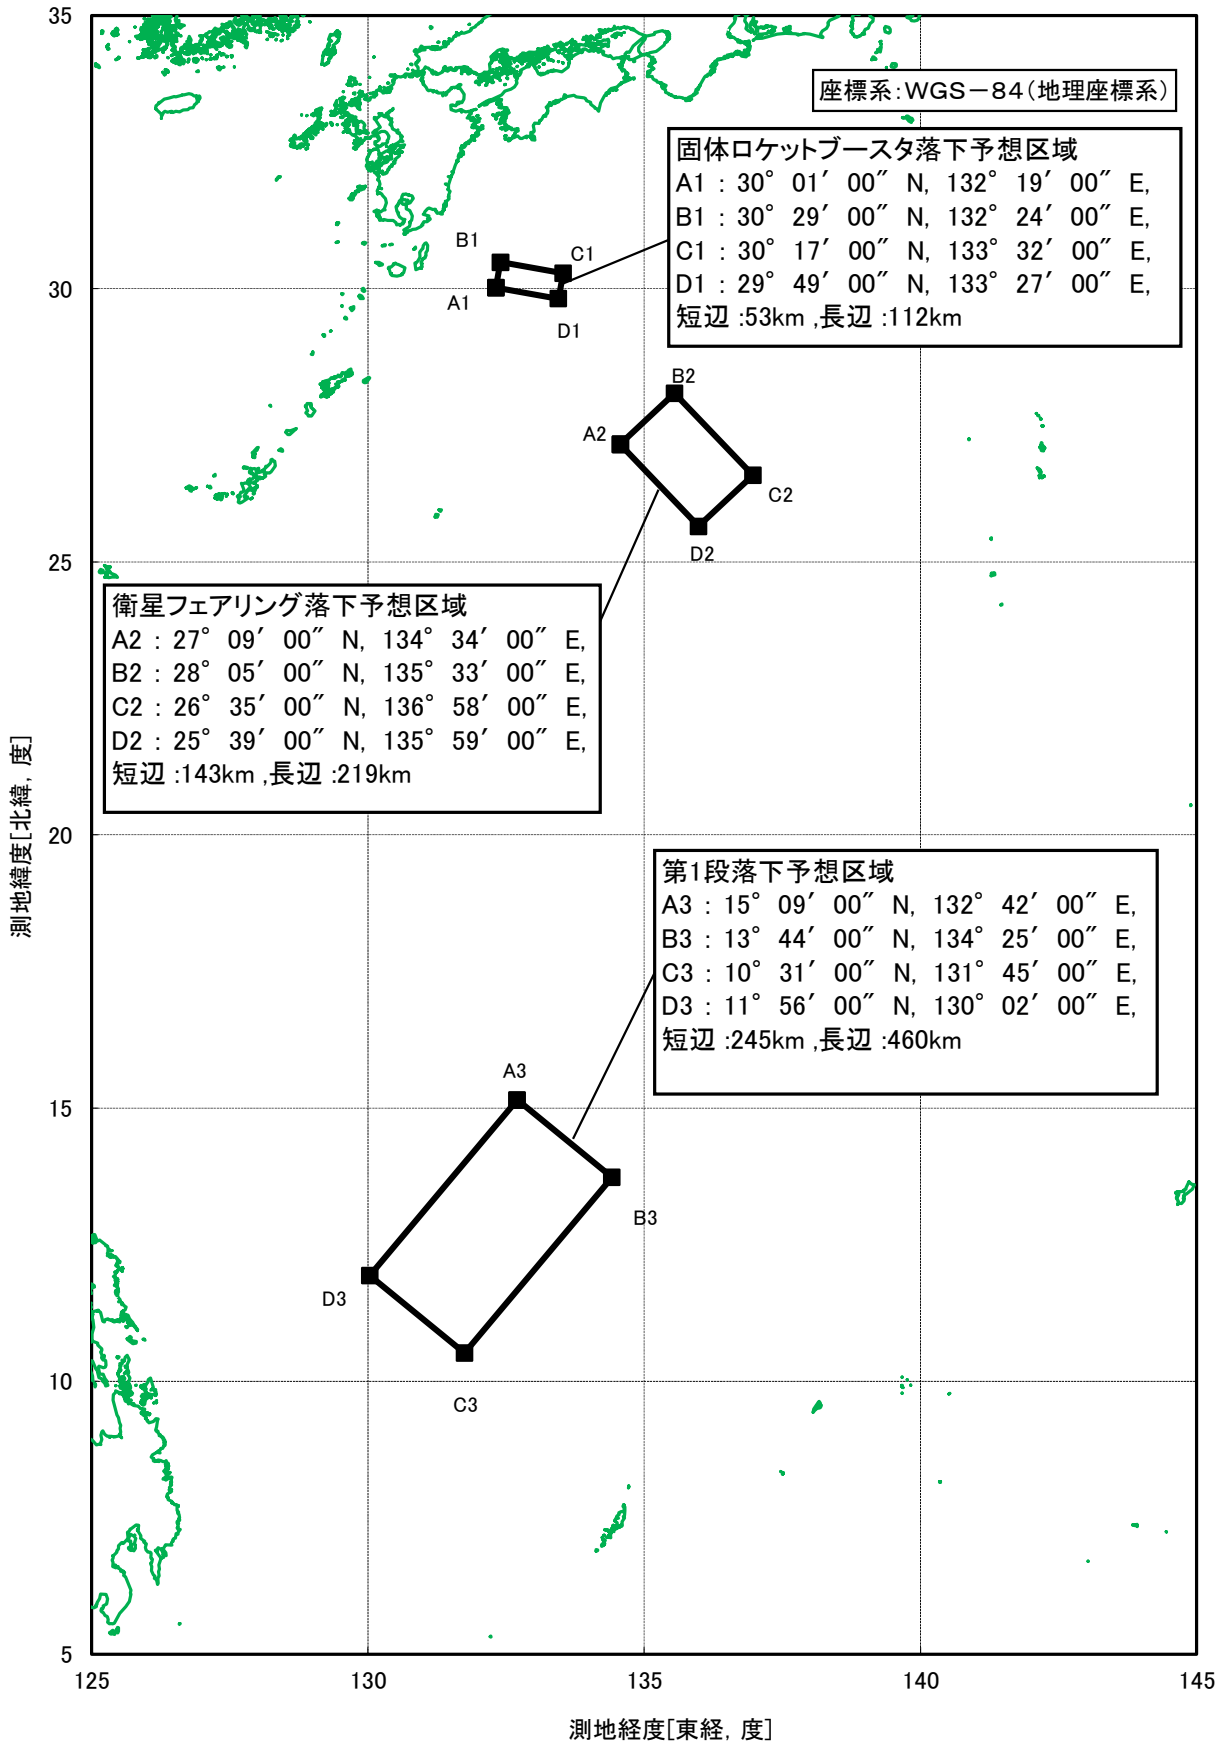 35
座標系:WGS－84(地理座標系)
固体ロケットブースタ落下予想区域
A1 : 30° 01′ 00″ N, 132° 19′ 00″ E,
B1 : 30° 29′ 00″ N, 132° 24′ 00″ E,
C1 : 30° 17′ 00″ N, 133° 32′ 00″ E,
D1 : 29° 49′ 00″ N, 133° 27′ 00″ E,
短辺 :53km ,長辺 :112km
B1
C1
30
A1
D1
B2
A2
C2
D2
25
衛星フェアリング落下予想区域
A2 : 27° 09′ 00″ N, 134° 34′ 00″ E,
B2 : 28° 05′ 00″ N, 135° 33′ 00″ E,
C2 : 26° 35′ 00″ N, 136° 58′ 00″ E,
D2 : 25° 39′ 00″ N, 135° 59′ 00″ E,
短辺 :143km ,長辺 :219km
測地緯度[北緯, 度]
20
第1段落下予想区域
A3 : 15° 09′ 00″ N, 132° 42′ 00″ E,
B3 : 13° 44′ 00″ N, 134° 25′ 00″ E,
C3 : 10° 31′ 00″ N, 131° 45′ 00″ E,
D3 : 11° 56′ 00″ N, 130° 02′ 00″ E,
短辺 :245km ,長辺 :460km
A3
15
B3
D3
10
C3
5
125
130
135
140
145
測地経度[東経, 度]